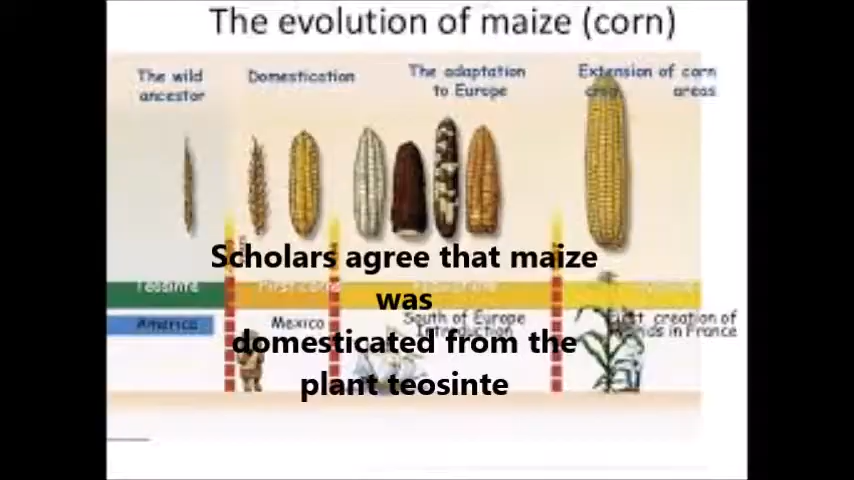 The evolution of maize (corn)
The wild
ancestor
Domestication
The adaptation
to Europe
Extension of corn
areas
Scholars agree that maize
was
domesticated from the
plant teosinte
Teosinte
America
Mexico
South of Europe
Introduction
creation of
in France